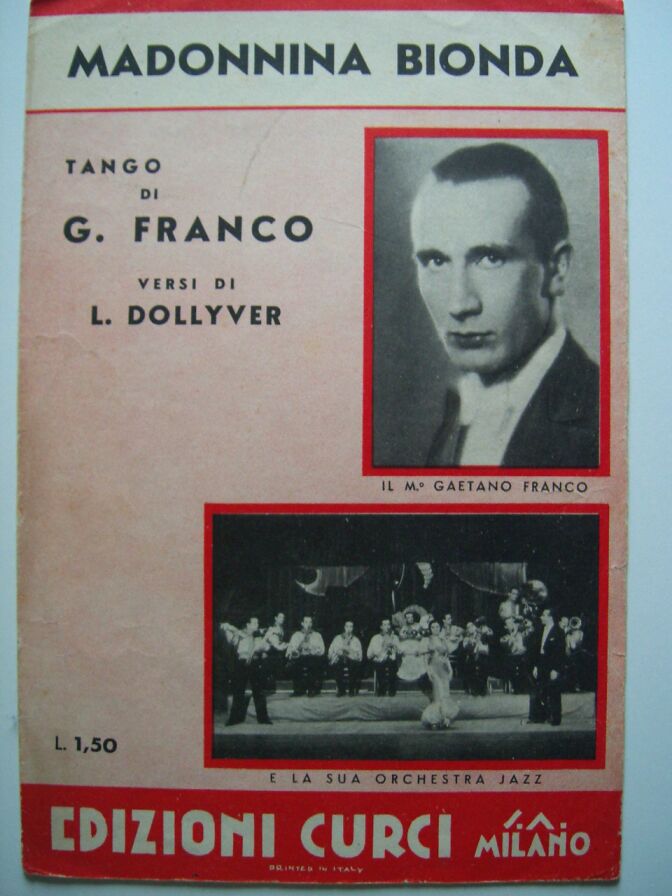 MADONNINA BIONDA
TANGO
DI
G. FRANCO
VERSI DI
L. DOLLYVER
IL M.º GAETANO FRANCO
E LA SUA ORCHESTRA JAZZ
L. 1,50
EDIZIONI CURCI S.A. MILANO
PRINTED IN ITALY